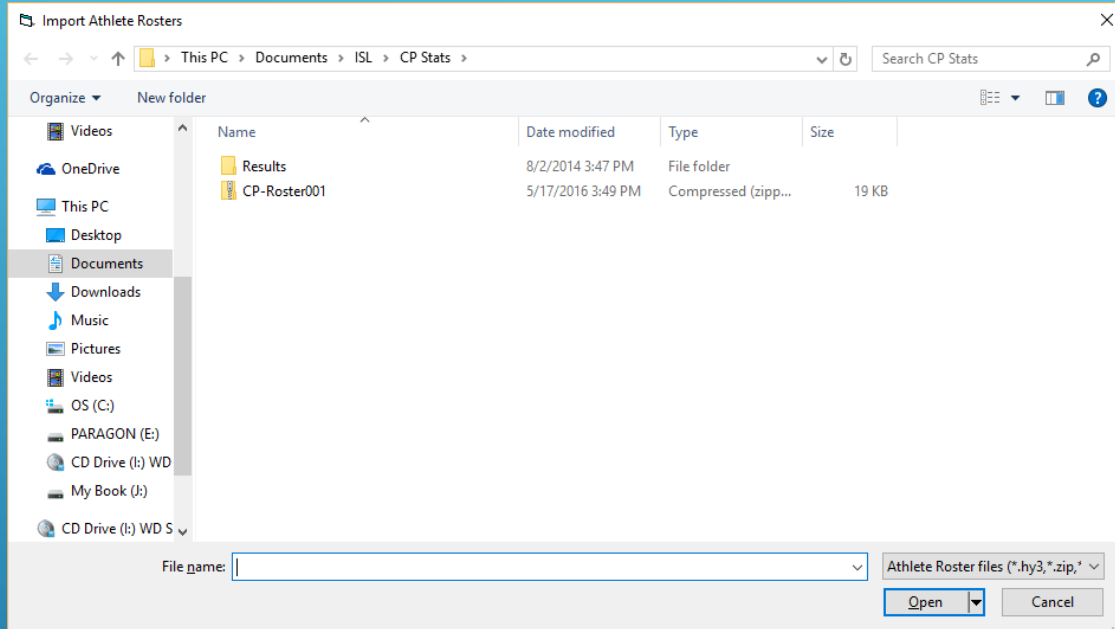 Import Athlete Rosters
This PC > Documents > ISL > CP Stats >
Search CP Stats
Organize
New folder
Name
Date modified
Type
Size
Results
8/2/2014 3:47 PM
File folder
CP-Roster001
5/17/2016 3:49 PM
Compressed (zipp...
19 KB
Videos
OneDrive
This PC
Desktop
Documents
Downloads
Music
Pictures
Videos
OS (C:)
PARAGON (E:)
CD Drive (I:) WD
My Book (J:)
CD Drive (I:) WD S
File name:
Athlete Roster files (*.hy3,*.zip,*
Open
Cancel